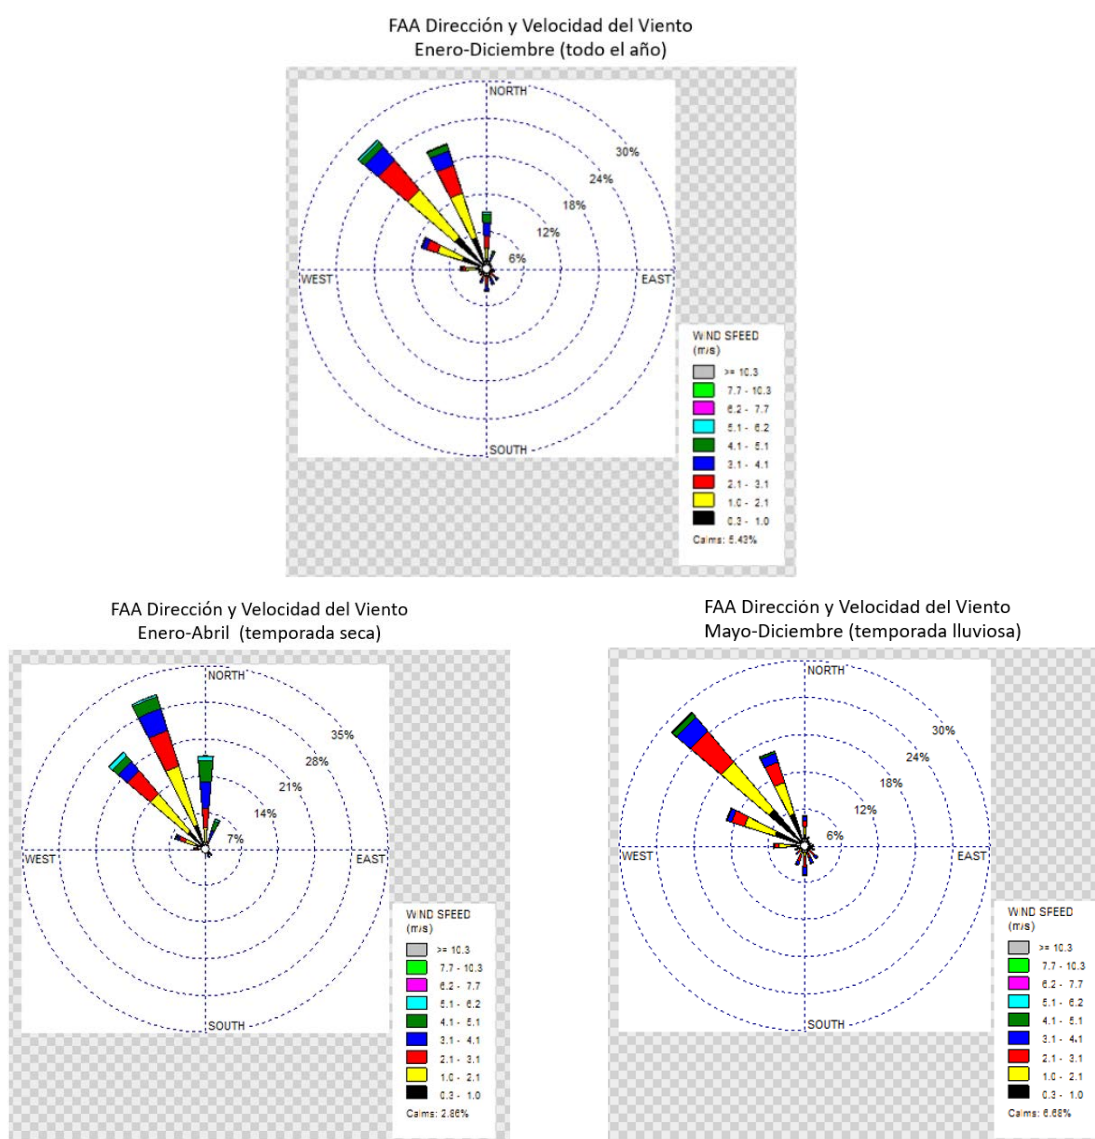 FAA Dirección y Velocidad del Viento
Enero-Diciembre (todo el año)
NORTH
30%
24%
18%
12%
6%
WEST
EAST
SOUTH
WIND SPEED
(m/s)
>= 10.3
7.7 - 10.3
6.2 - 7.7
5.1 - 6.2
4.1 - 5.1
3.1 - 4.1
2.1 - 3.1
1.0 - 2.1
0.3 - 1.0
Calms: 5.43%
FAA Dirección y Velocidad del Viento
Enero-Abril (temporada seca)
NORTH
35%
28%
21%
14%
7%
WEST
EAST
SOUTH
WIND SPEED
(m/s)
>= 10.3
7.7 - 10.3
6.2 - 7.7
5.1 - 6.2
4.1 - 5.1
3.1 - 4.1
2.1 - 3.1
1.0 - 2.1
0.3 - 1.0
Calms: 2.86%
FAA Dirección y Velocidad del Viento
Mayo-Diciembre (temporada lluviosa)
NORTH
30%
24%
18%
12%
6%
WEST
EAST
SOUTH
WIND SPEED
(m/s)
>= 10.3
7.7 - 10.3
6.2 - 7.7
5.1 - 6.2
4.1 - 5.1
3.1 - 4.1
2.1 - 3.1
1.0 - 2.1
0.3 - 1.0
Calms: 6.68%